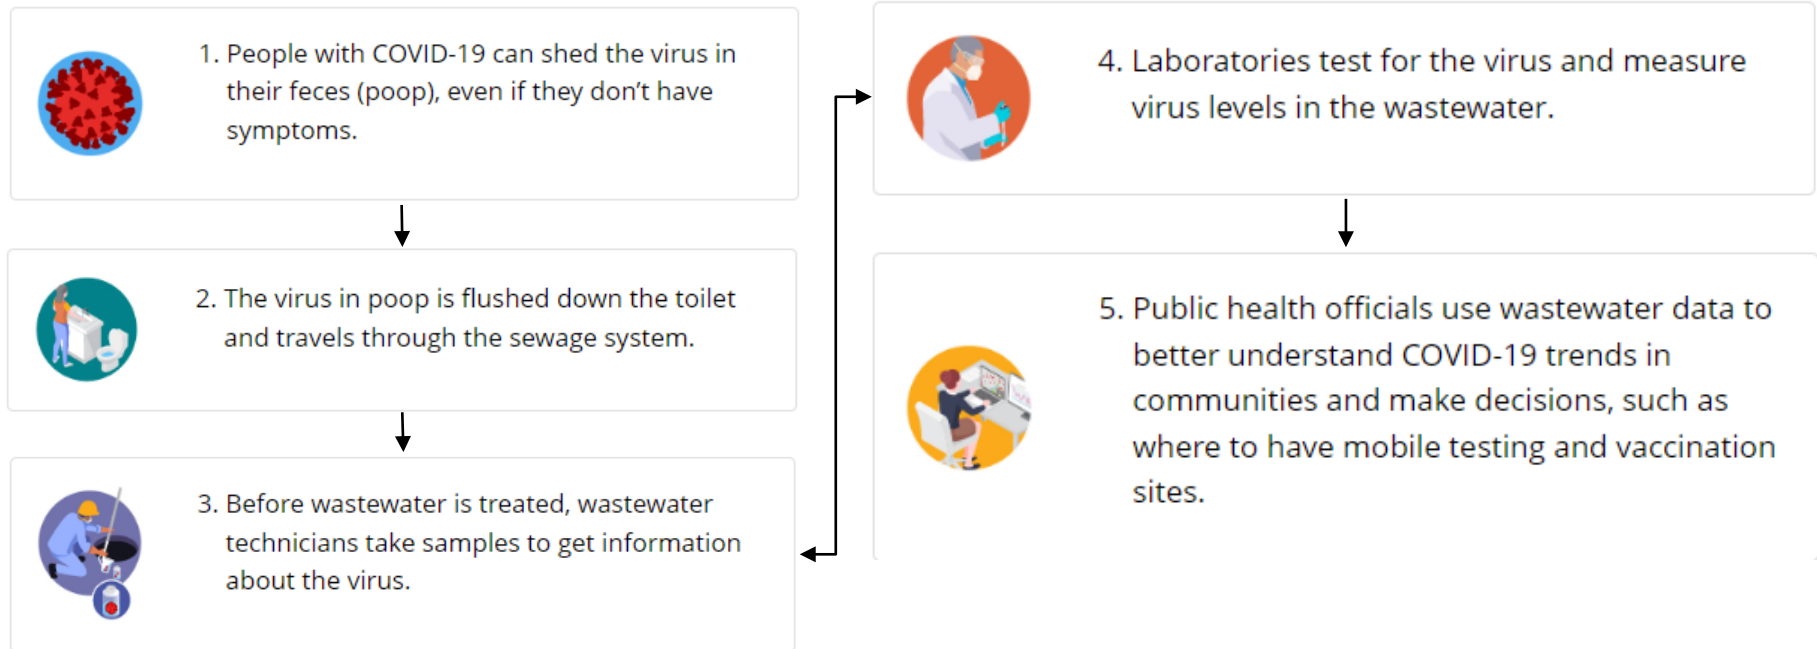 1. People with COVID-19 can shed the virus in
their feces (poop), even if they don’t have
symptoms.
2. The virus in poop is flushed down the toilet
and travels through the sewage system.
3. Before wastewater is treated, wastewater
technicians take samples to get information
about the virus.
4. Laboratories test for the virus and measure
virus levels in the wastewater.
5. Public health officials use wastewater data to
better understand COVID-19 trends in
communities and make decisions, such as
where to have mobile testing and vaccination
sites.